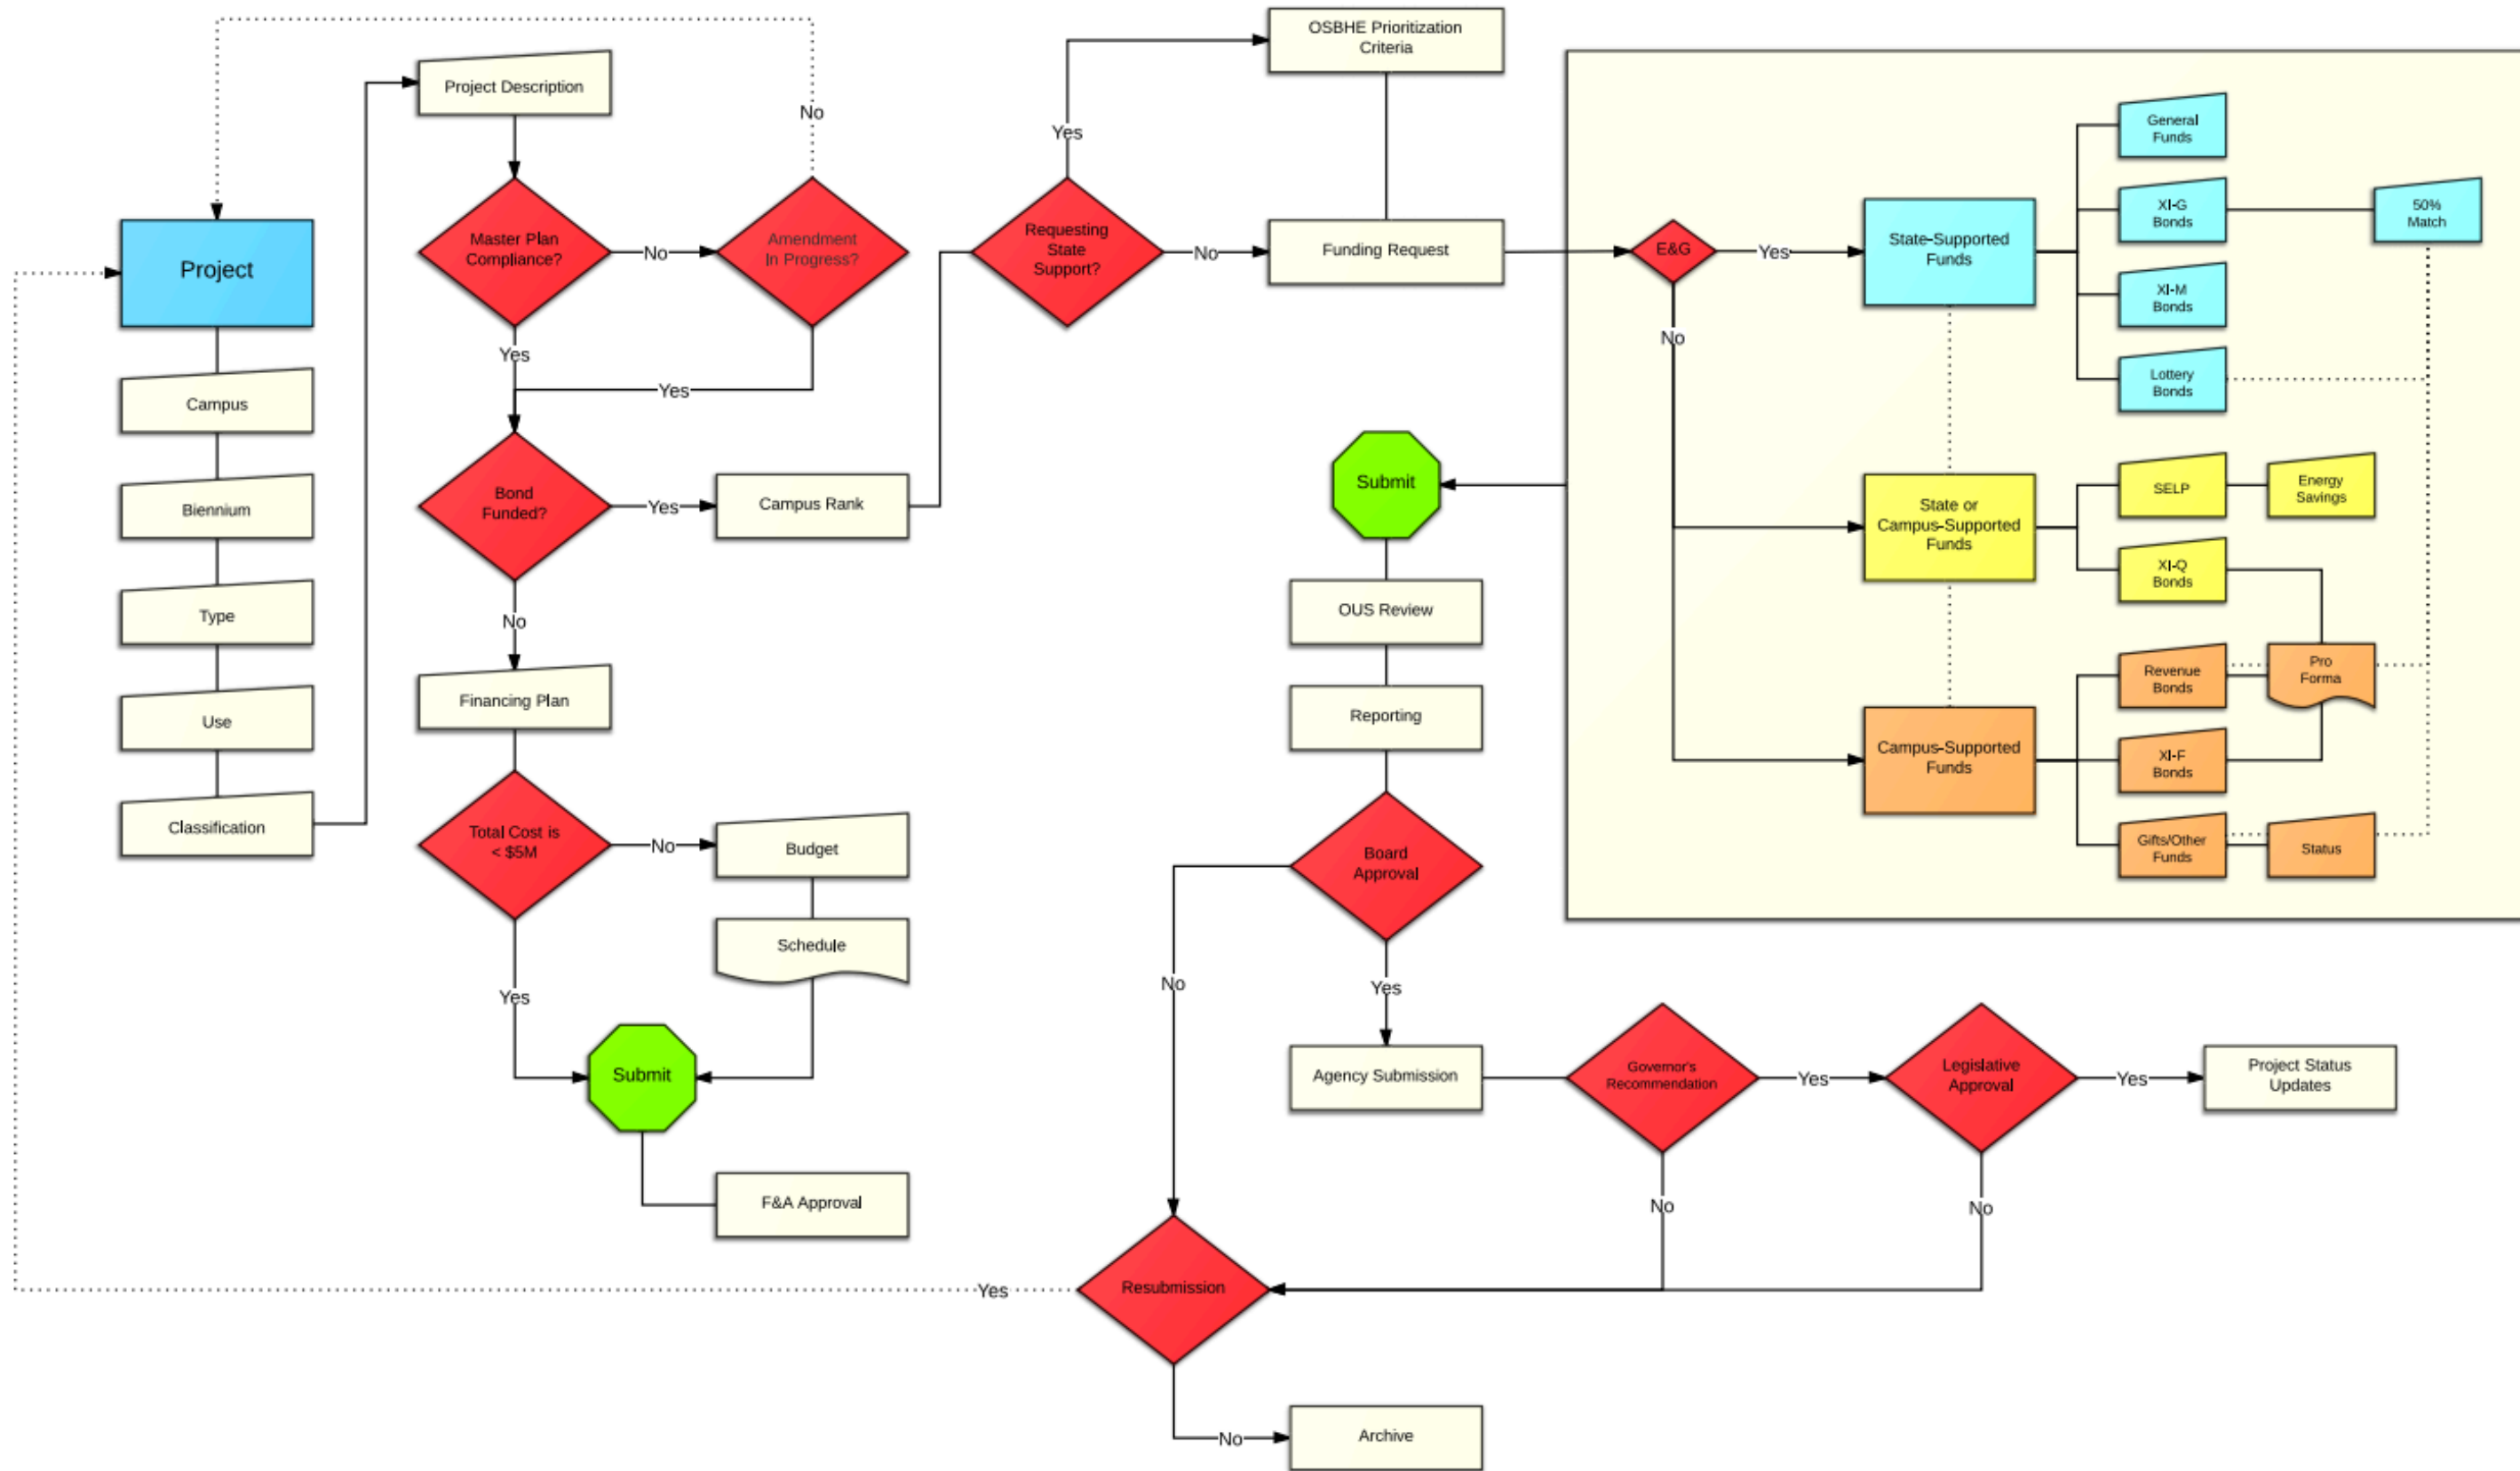 Project
Campus
Biennium
Type
Use
Classification
Project Description
Master Plan
Compliance?
No
Amendment
In Progress?
No
Yes
Yes
Bond
Funded?
Yes
Campus Rank
No
Financing Plan
Total Cost is
< $5M
No
Budget
Schedule
Yes
Submit
F&A Approval
Requesting
State
Support?
Yes
No
OSBHE Prioritization
Criteria
Funding Request
E&G
Yes
No
State-Supported
Funds
General
Funds
XI-G
Bonds
50%
Match
XI-M
Bonds
Lottery
Bonds
State or
Campus-Supported
Funds
SELP
Energy
Savings
XI-Q
Bonds
Campus-Supported
Funds
Revenue
Bonds
Pro
Forma
XI-F
Bonds
Gifts/Other
Funds
Status
Submit
OUS Review
Reporting
Board
Approval
No
Yes
Agency Submission
Governor's
Recommendation
Yes
Legislative
Approval
Yes
Project Status
Updates
No
No
Resubmission
Yes
No
Archive